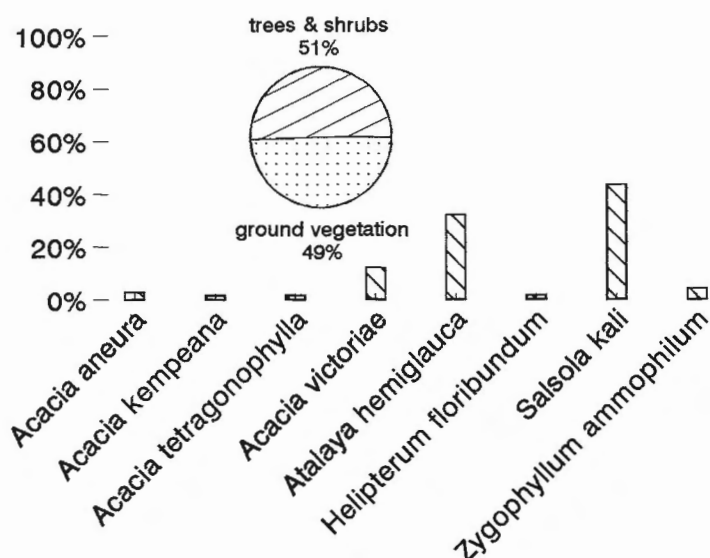 trees & shrubs
51%
100%
80%
60%
40%
20%
0%
ground vegetation
49%
Acacia aneura
Acacia kempeana
Acacia tetragonophylla
Acacia victoriae
Atalaya hemiglauca
Helipterum floribundum
Salsola kali
Zygophyllum ammophilum